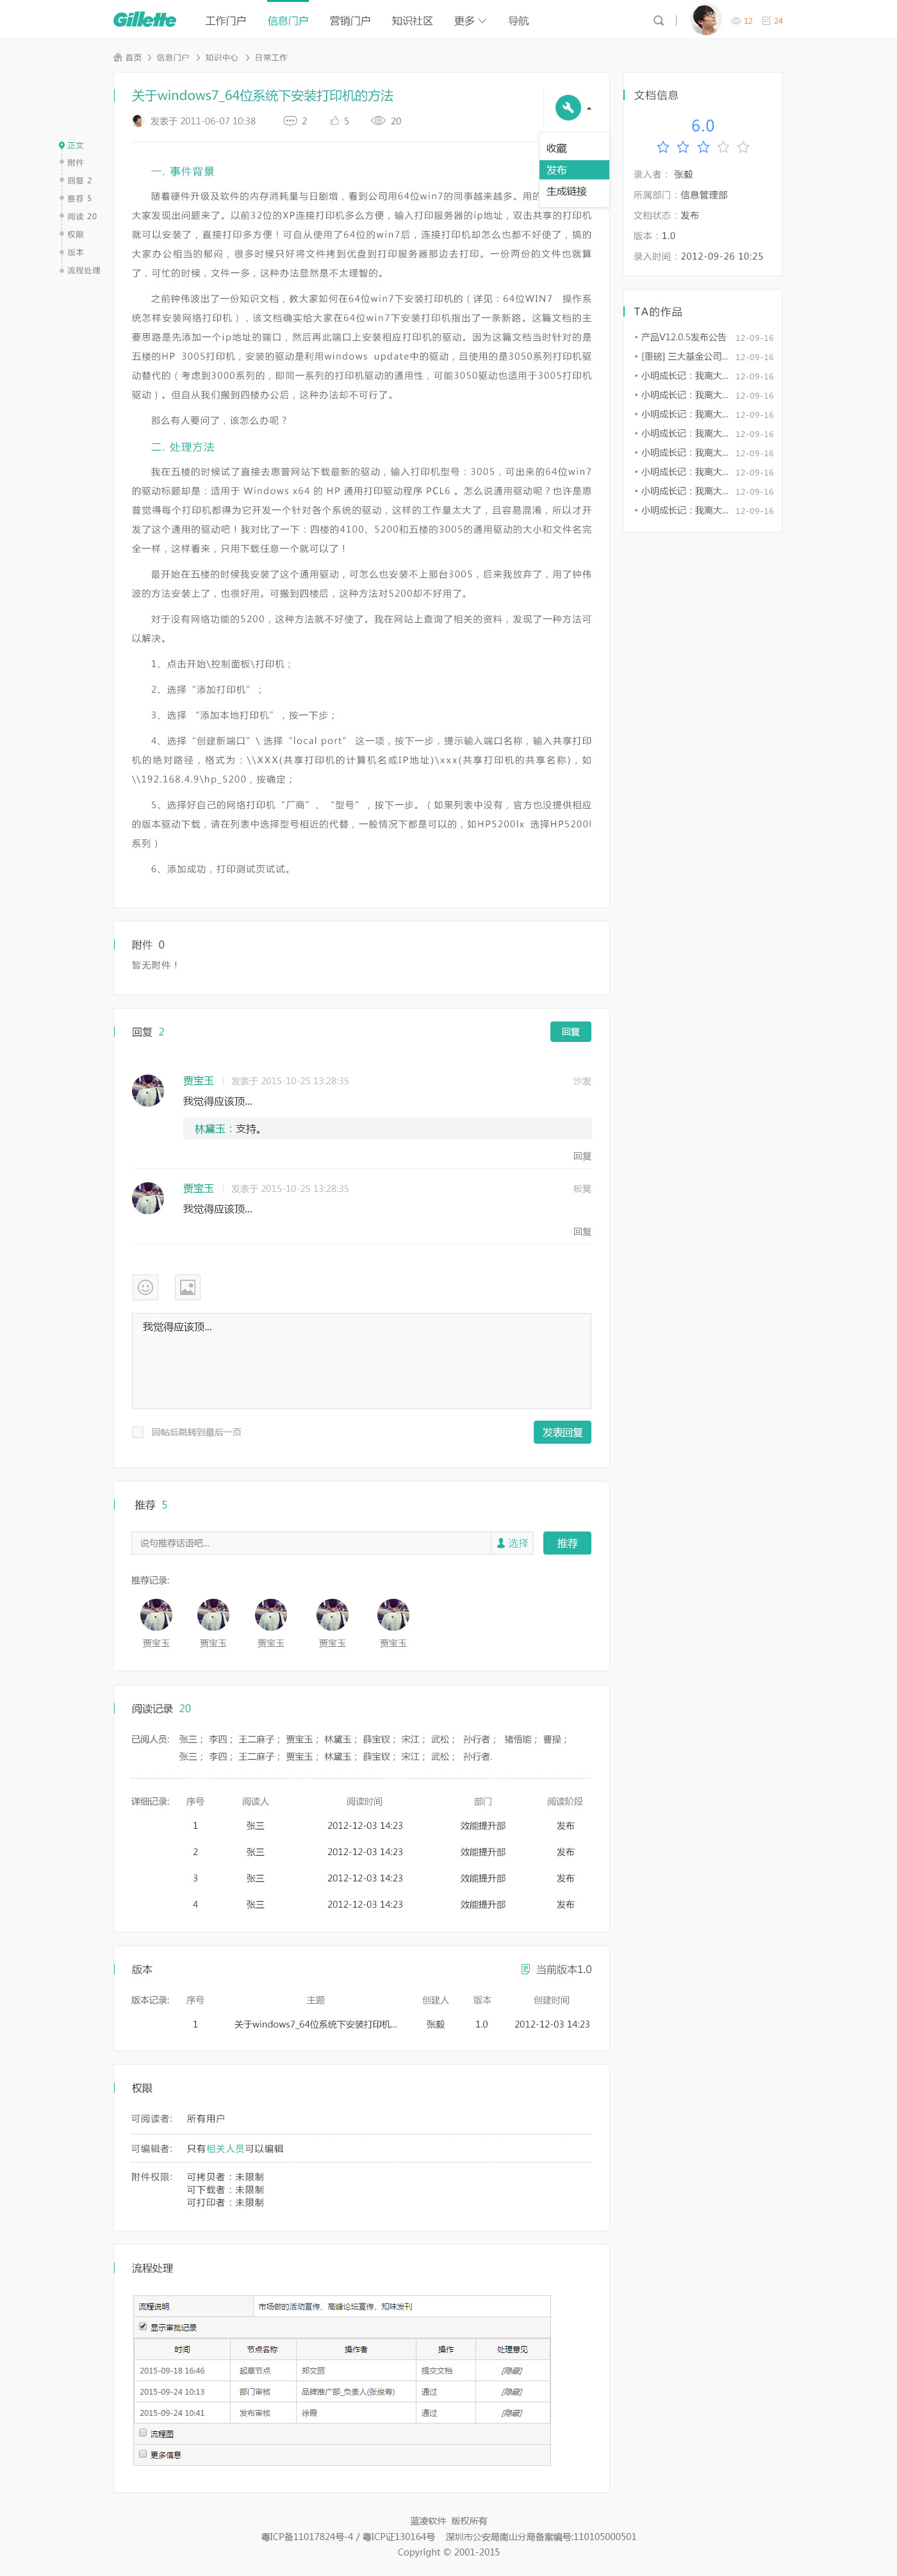 Gillette 工作门户 信息门户 营销门户 知识社区 更多 导航 12 24
首页 > 信息门户 > 知识中心 > 日常工作
正文
附件
回复 2
推荐 5
阅读 20
权限
版本
流程处理
关于windows7_64位系统下安装打印机的方法
发表于 2011-06-07 10:38 2 5 20
收藏
发布
生成链接
一. 事件背景
随着硬件升级及软件的内存消耗量与日剧增，看到公司用64位win7的同事越来越多。用的
大家发现出问题来了。以前32位的XP连接打印机多么方便，输入打印服务器的ip地址，双击共享的打印机
就可以安装了，直接打印多方便！可自从使用了64位的win7后，连接打印机却怎么也都不好使了，搞的
大家办公相当的郁闷，很多时候只好将文件拷到优盘到打印服务器那边去打印。一份两份的文件也就算
了，可忙的时候，文件一多，这种办法显然是不太理智的。
之前钟伟波出了一份知识文档，教大家如何在64位win7下安装打印机的（详见：64位WIN7 操作系
统怎样安装网络打印机），该文档确实给大家在64位win7下安装打印机指出了一条新路。这篇文档的主
要思路是先添加一个ip地址的端口，然后再此端口上安装相应打印机的驱动。因为这篇文档当时针对的是
五楼的HP 3005打印机，安装的驱动是利用windows update中的驱动，且使用的是3050系列打印机驱
动替代的（考虑到3000系列的，即同一系列的打印机驱动的通用性，可能3050驱动也适用于3005打印机
驱动）。但自从我们搬到四楼办公后，这种办法却不可行了。
那么有人要问了，该怎么办呢？
二. 处理方法
我在五楼的时候试了直接去惠普网站下载最新的驱动，输入打印机型号：3005，可出来的64位win7
的驱动标题却是：适用于 Windows x64 的 HP 通用打印驱动程序 PCL6 。怎么说通用驱动呢？也许是惠
普觉得每个打印机都得为它开发一个针对各个系统的驱动，这样的工作量太大了，且容易混淆，所以才开
发了这个通用的驱动吧！我对比了一下：四楼的4100、5200和五楼的3005的通用驱动的大小和文件名完
全一样，这样看来，只用下载任意一个就可以了！
最开始在五楼的时候我安装了这个通用驱动，可怎么也安装不上那台3005，后来我放弃了，用了钟伟
波的方法安装上了，也很好用。可搬到四楼后，这种方法对5200却不好用了。
对于没有网络功能的5200，这种方法就不好使了。我在网站上查询了相关的资料，发现了一种方法可
以解决。
1、点击开始\控制面板\打印机；
2、选择“添加打印机” ；
3、选择 “添加本地打印机” ，按一下步；
4、选择“创建新端口”\ 选择“local port” 这一项，按下一步，提示输入端口名称，输入共享打印
机的绝对路径，格式为：\\XXX(共享打印机的计算机名或IP地址)\xxx(共享打印机的共享名称)，如
\\192.168.4.9\hp_5200，按确定；
5、选择好自己的网络打印机“厂商” 、 “型号” ，按下一步。（如果列表中没有，官方也没提供相应
的版本驱动下载，请在列表中选择型号相近的代替，一般情况下都是可以的，如HP5200lx 选择HP5200l
系列）
6、添加成功，打印测试页试试。
文档信息
6.0
录入者： 张毅
所属部门：信息管理部
文档状态：发布
版本：1.0
录入时间：2012-09-26 10:25
TA的作品
• 产品V12.0.5发布公告 12-09-16
• [重磅] 三大基金公司... 12-09-16
• 小明成长记：我离大... 12-09-16
• 小明成长记：我离大... 12-09-16
• 小明成长记：我离大... 12-09-16
• 小明成长记：我离大... 12-09-16
• 小明成长记：我离大... 12-09-16
• 小明成长记：我离大... 12-09-16
• 小明成长记：我离大... 12-09-16
• 小明成长记：我离大... 12-09-16
附件 0
暂无附件！
回复 2 回复
贾宝玉 | 发表于 2015-10-25 13:28:35 沙发
我觉得应该顶...
林黛玉：支持。
回复
贾宝玉 | 发表于 2015-10-25 13:28:35 板凳
我觉得应该顶...
回复
我觉得应该顶...
回帖后跳转到最后一页 发表回复
推荐 5
说句推荐话语吧... 选择 推荐
推荐记录:
贾宝玉 贾宝玉 贾宝玉 贾宝玉 贾宝玉
阅读记录 20
已阅人员: 张三； 李四； 王二麻子； 贾宝玉； 林黛玉； 薛宝钗； 宋江； 武松； 孙行者； 猪悟能； 曹操；
张三； 李四； 王二麻子； 贾宝玉； 林黛玉； 薛宝钗； 宋江； 武松； 孙行者.
详细记录: 序号 阅读人 阅读时间 部门 阅读阶段
1 张三 2012-12-03 14:23 效能提升部 发布
2 张三 2012-12-03 14:23 效能提升部 发布
3 张三 2012-12-03 14:23 效能提升部 发布
4 张三 2012-12-03 14:23 效能提升部 发布
版本 当前版本1.0
版本记录: 序号 主题 创建人 版本 创建时间
1 关于windows7_64位系统下安装打印机... 张毅 1.0 2012-12-03 14:23
权限
可阅读者: 所有用户
可编辑者: 只有相关人员可以编辑
附件权限: 可拷贝者：未限制
可下载者：未限制
可打印者：未限制
流程处理
流程说明 市场做的活动宣传、高峰论坛宣传、知味发刊
显示审批记录
时间 节点名称 操作者 操作 处理意见
2015-09-18 16:46 起草节点 郑文丽 提交文档 [隐藏]
2015-09-24 10:13 部门审核 品牌推广部_负责人(张俊寿) 通过 [隐藏]
2015-09-24 10:41 发布审核 徐霞 通过 [隐藏]
流程图
更多信息
蓝凌软件 版权所有
粤ICP备11017824号-4 / 粤ICP证130164号 深圳市公安局南山分局备案编号:110105000501
Copyright © 2001-2015